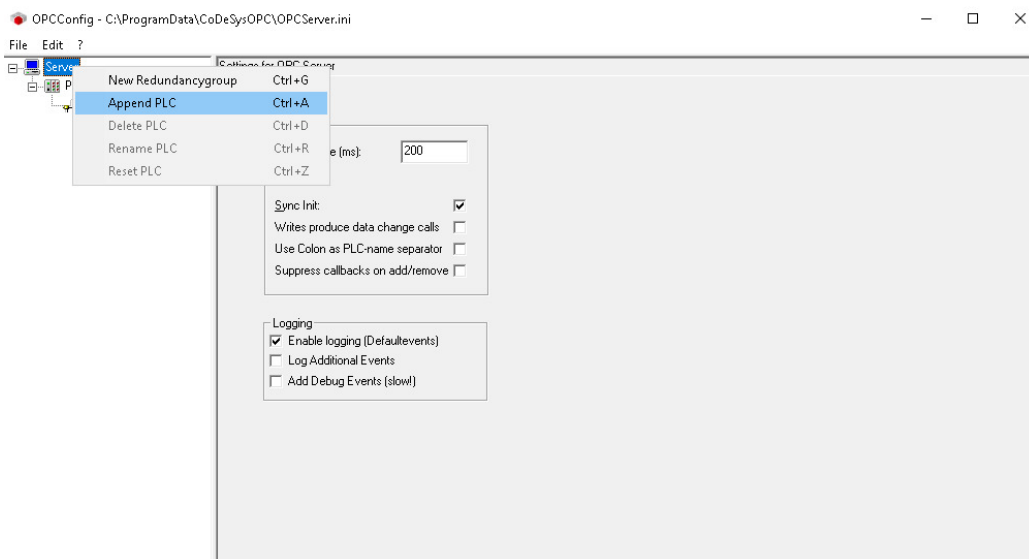 OPCConfig - C:\ProgramData\CoDeSysOPC\OPCServer.ini
File Edit ?
Server
Settings for OPC Server
New Redundancygroup Ctrl+G
P
Append PLC Ctrl+A
Delete PLC Ctrl+D
Rename PLC Ctrl+R
e (ms): 200
Reset PLC Ctrl+Z
Sync Init:
Writes produce data change calls
Use Colon as PLC-name separator
Suppress callbacks on add/remove
Logging
Enable logging (Defaultevents)
Log Additional Events
Add Debug Events (slow!)